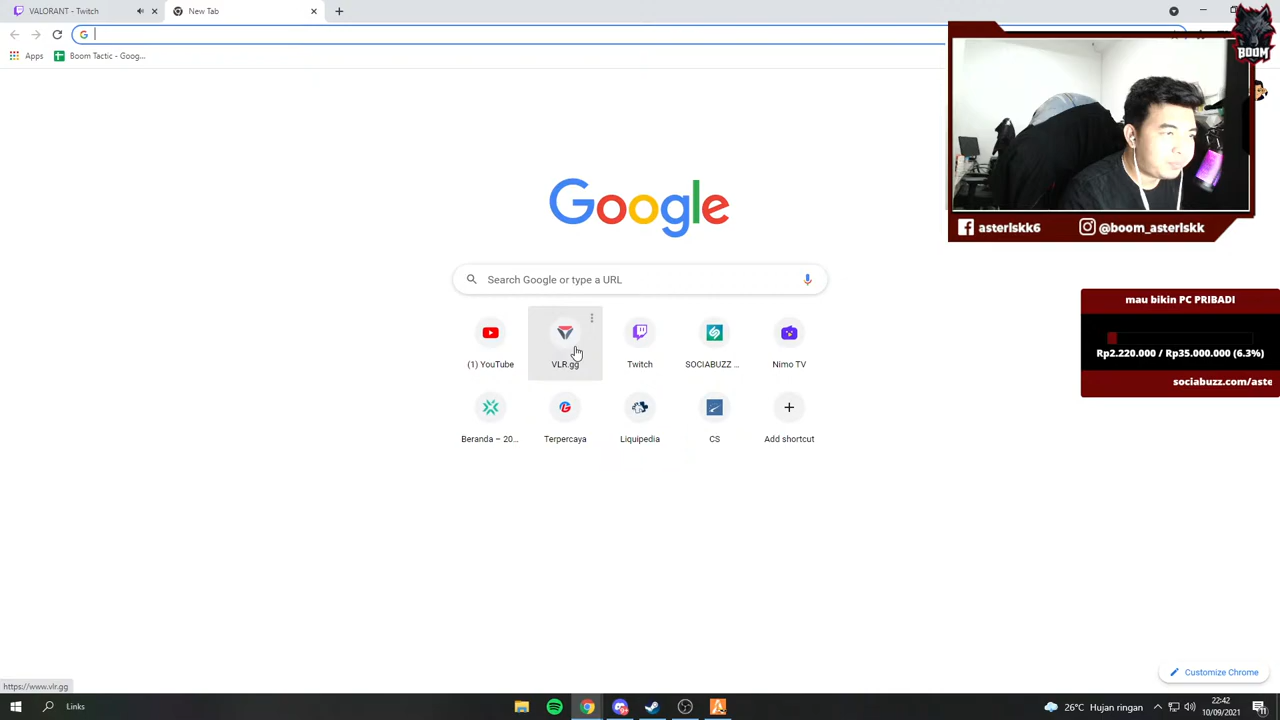 VALORANT - Twitch
New Tab
Apps
Boom Tactic - Goog...
BOOM
asteriskk6
@boom_asteriskk
Google
Search Google or type a URL
mau bikin PC PRIBADI
Rp2.220.000 / Rp35.000.000 (6.3%)
sociabuzz.com/aste
(1) YouTube
VLR.gg
Twitch
SOCIABUZZ ...
Nimo TV
Beranda – 20...
Terpercaya
Liquipedia
CS
Add shortcut
Customize Chrome
https://www.vlr.gg
Links
26°C Hujan ringan
22:42
10/09/2021